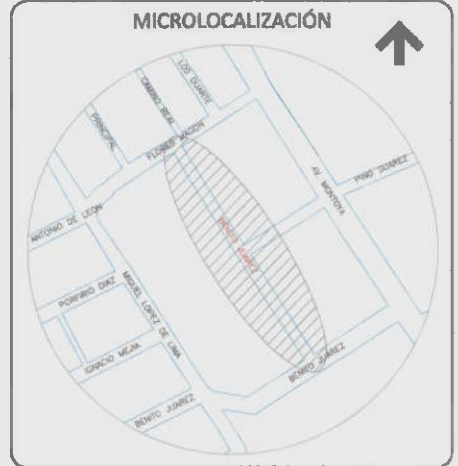 MICROLOCALIZACIÓN
LOS DUARTE
CAMINO REAL
PRINCIPAL
FLORES MAGON
PINO SUAREZ
AV. MONTOYA
ANTONIO DE LEON
BENITO JUAREZ
MIGUEL LOPEZ DE LIMA
PORFIRIO DIAZ
IGNACIO MEJIA
BENITO JUAREZ
BENITO JUAREZ